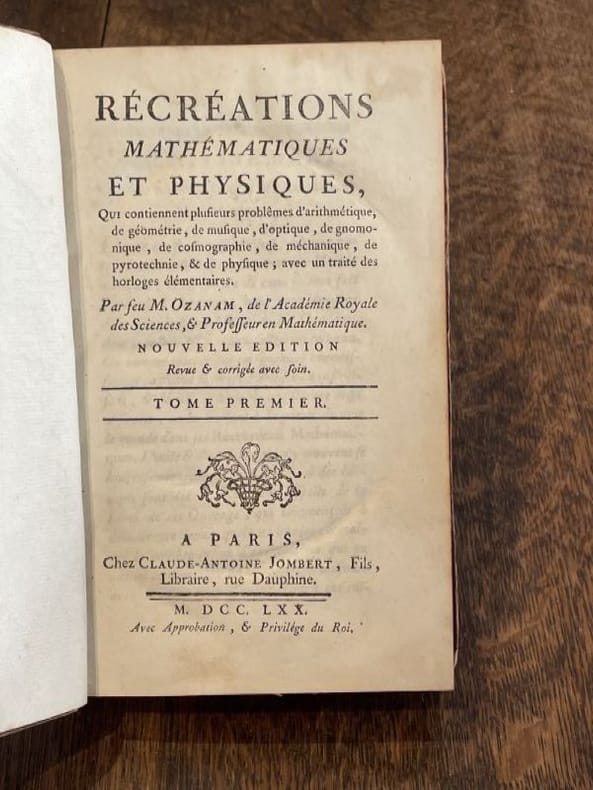 RÉCRÉATIONS
MATHÉMATIQUES
ET PHYSIQUES,
QUI contiennent pluſieurs problêmes d'arithmétique,
de géométrie, de muſique, d'optique, de gnomo-
nique, de coſmographie, de méchanique, de
pyrotechnie, & de phyſique ; avec un traité des
horloges élémentaires.
Par feu M. OZANAM, de l'Académie Royale
des Sciences, & Profeſſeur en Mathématique.
NOUVELLE EDITION
Revue & corrigée avec ſoin.
TOME PREMIER.
A PARIS,
Chez CLAUDE-ANTOINE JOMBERT, Fils,
Libraire, rue Dauphine.
M. DCC. LXX.
Avec Approbation, & Privilége du Roi.